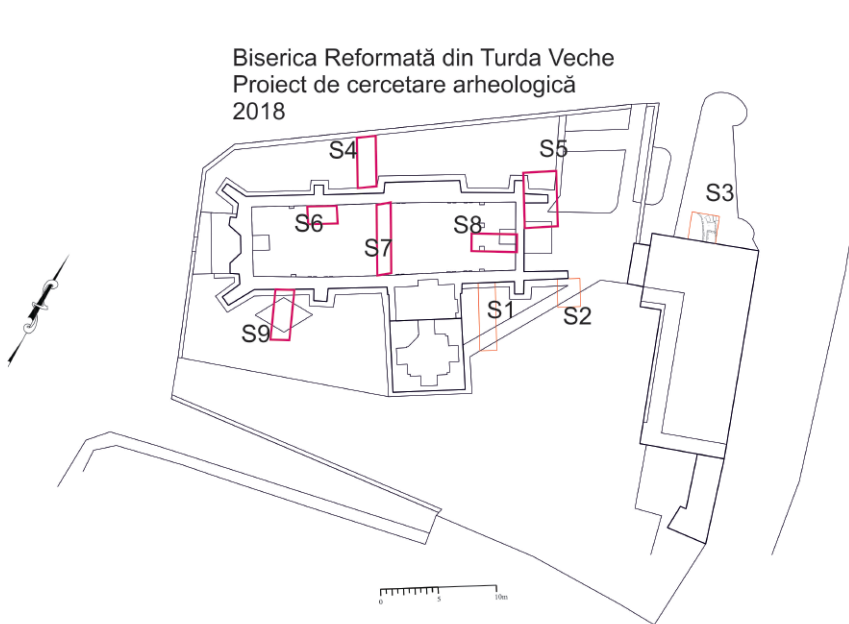 Biserica Reformată din Turda Veche
Proiect de cercetare arheologică
2018
S4
S5
S3
S6
S7
S8
S9
S1
S2
0 5 10m